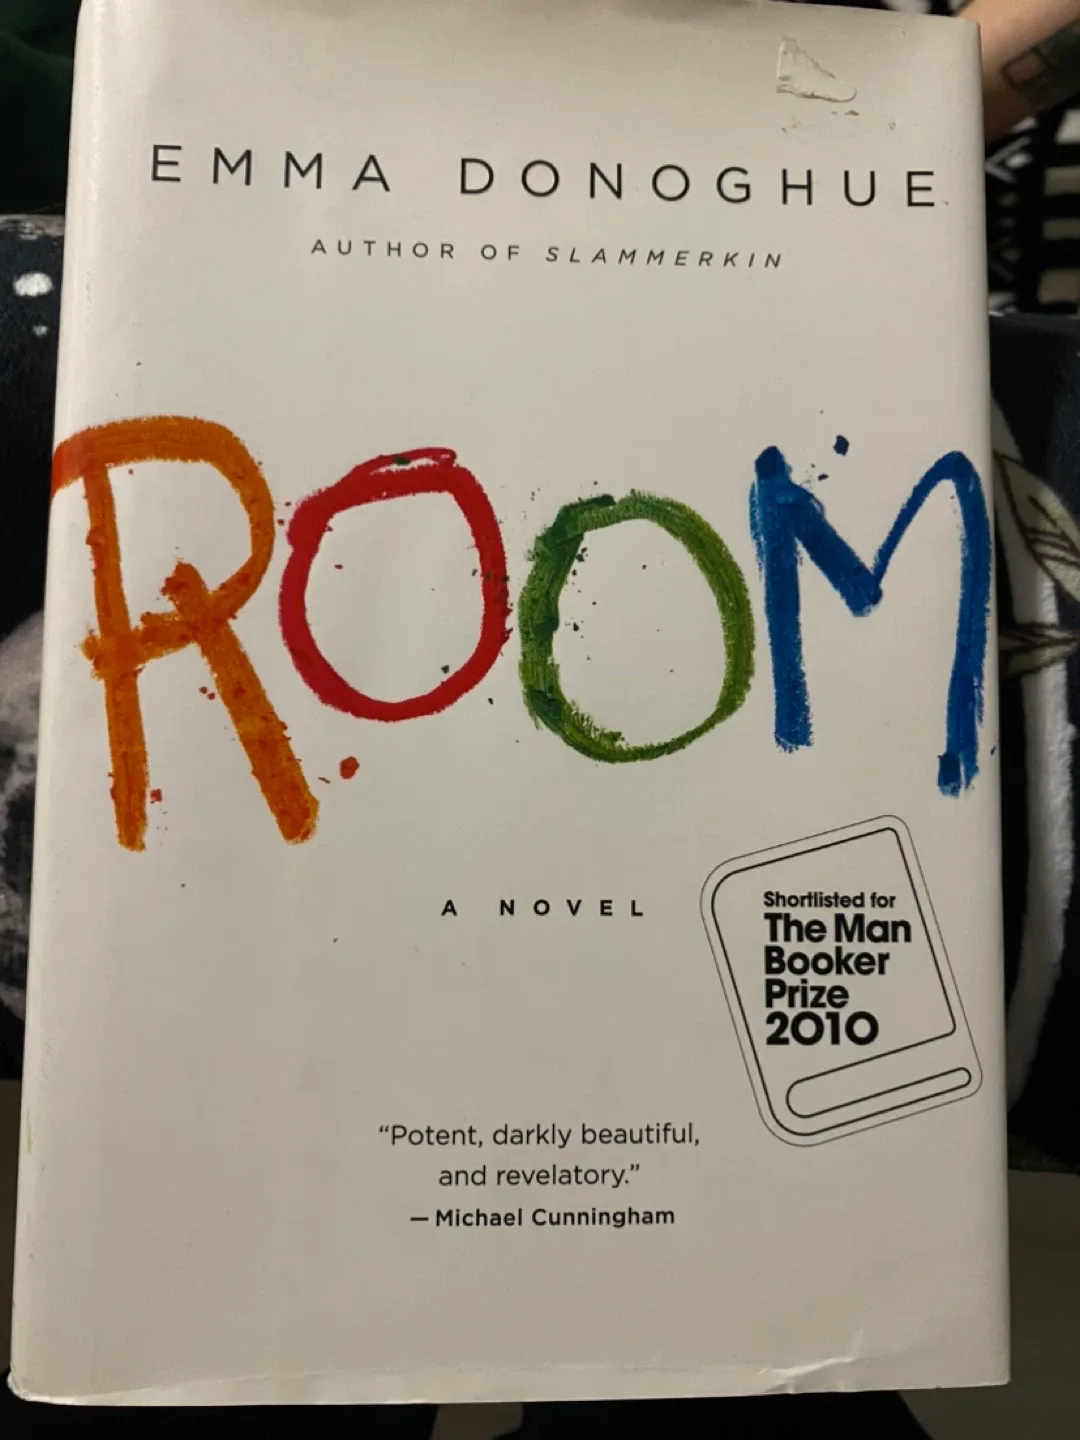 EMMA DONOGHUE
AUTHOR OF SLAMMERKIN
ROOM
A NOVEL
Shortlisted for
The Man
Booker
Prize
2010
“Potent, darkly beautiful,
and revelatory.”
— Michael Cunningham